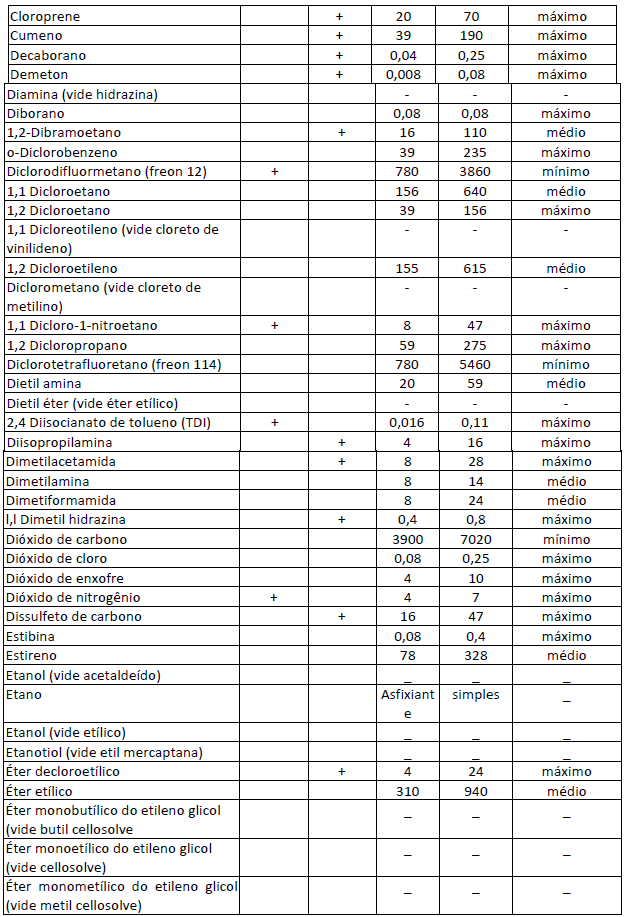 Cloroprene + 20 70 máximo
Cumeno + 39 190 máximo
Decaborano + 0,04 0,25 máximo
Demeton + 0,008 0,08 máximo
Diamina (vide hidrazina) - - -
Diborano 0,08 0,08 máximo
1,2-Dibramoetano + 16 110 médio
o-Diclorobenzeno 39 235 máximo
Diclorodifluormetano (freon 12) + 780 3860 mínimo
1,1 Dicloroetano 156 640 médio
1,2 Dicloroetano 39 156 máximo
1,1 Dicloreotileno (vide cloreto de - - -
vinilideno)
1,2 Dicloroetileno 155 615 médio
Diclorometano (vide cloreto de - - -
metilino)
1,1 Dicloro-1-nitroetano + 8 47 máximo
1,2 Dicloropropano 59 275 máximo
Diclorotetrafluoretano (freon 114) 780 5460 mínimo
Dietil amina 20 59 médio
Dietil éter (vide éter etílico) - - -
2,4 Diisocianato de tolueno (TDI) + 0,016 0,11 máximo
Diisopropilamina + 4 16 máximo
Dimetilacetamida + 8 28 máximo
Dimetilamina 8 14 médio
Dimetiformamida 8 24 médio
l,l Dimetil hidrazina + 0,4 0,8 máximo
Dióxido de carbono 3900 7020 mínimo
Dióxido de cloro 0,08 0,25 máximo
Dióxido de enxofre 4 10 máximo
Dióxido de nitrogênio + 4 7 máximo
Dissulfeto de carbono + 16 47 máximo
Estibina 0,08 0,4 máximo
Estireno 78 328 médio
Etanol (vide acetaldeído) _ _ _
Etano Asfixiant simples _
e
Etanol (vide etílico) _ _ _
Etanotiol (vide etil mercaptana) _ _ _
Éter decloroetílico + 4 24 máximo
Éter etílico 310 940 médio
Éter monobutílico do etileno glicol _ _ _
(vide butil cellosolve
Éter monoetílico do etileno glicol _ _ _
(vide cellosolve)
Éter monometílico do etileno glicol _ _ _
(vide metil cellosolve)